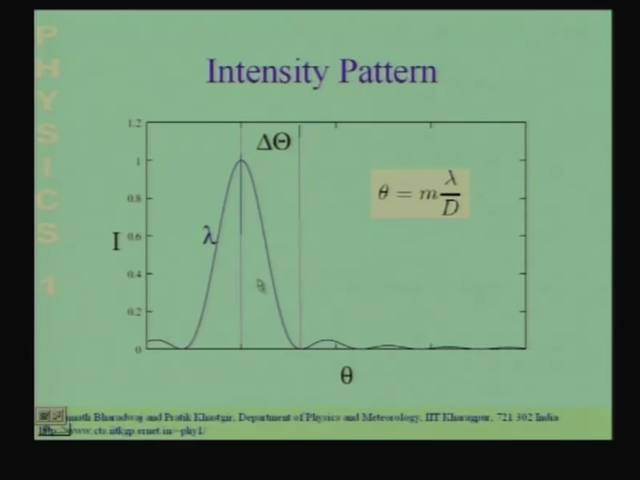 PHYSICS 1
Intensity Pattern
1.2
ΔΘ
1
θ = m λ/D
0.8
λ
I
0.6
0.4
0.2
0
θ
Bharadwaj and Pratik Khastgir, Department of Physics and Meteorology, IIT Kharagpur, 721 302 India
http://www.cts.iitkgp.ernet.in/~phy1/